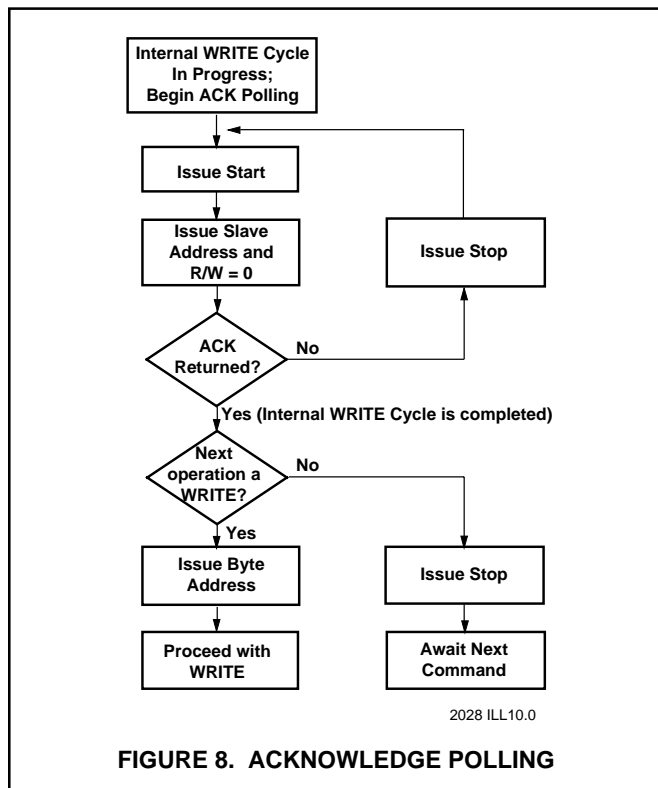 Internal WRITE Cycle
In Progress;
Begin ACK Polling
Issue Start
Issue Slave
Address and
R/W = 0
Issue Stop
ACK
Returned?
No
Yes (Internal WRITE Cycle is completed)
Next
operation a
WRITE?
No
Yes
Issue Byte
Address
Issue Stop
Proceed with
WRITE
Await Next
Command
2028 ILL10.0
FIGURE 8. ACKNOWLEDGE POLLING